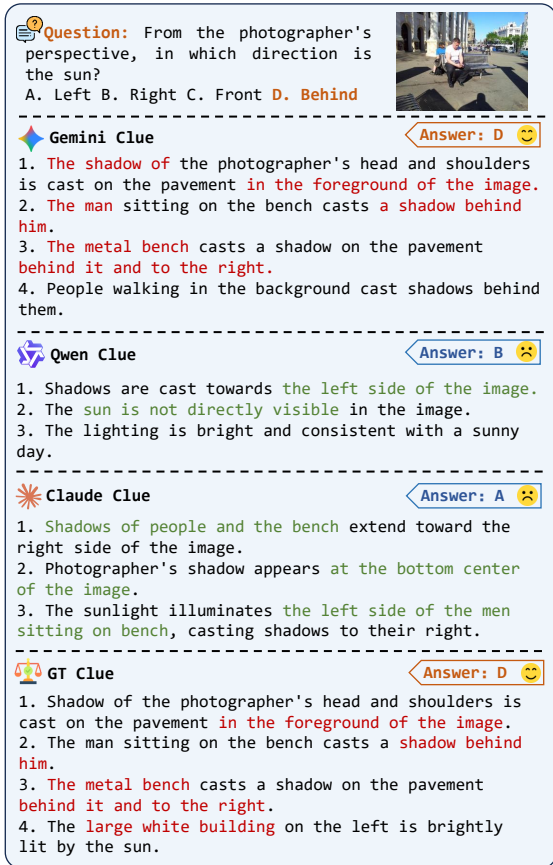 Question: From the photographer's
perspective, in which direction is
the sun?
A. Left B. Right C. Front D. Behind
Gemini Clue
Answer: D
1. The shadow of the photographer's head and shoulders
is cast on the pavement in the foreground of the image.
2. The man sitting on the bench casts a shadow behind
him.
3. The metal bench casts a shadow on the pavement
behind it and to the right.
4. People walking in the background cast shadows behind
them.
Qwen Clue
Answer: B
1. Shadows are cast towards the left side of the image.
2. The sun is not directly visible in the image.
3. The lighting is bright and consistent with a sunny
day.
Claude Clue
Answer: A
1. Shadows of people and the bench extend toward the
right side of the image.
2. Photographer's shadow appears at the bottom center
of the image.
3. The sunlight illuminates the left side of the men
sitting on bench, casting shadows to their right.
GT Clue
Answer: D
1. Shadow of the photographer's head and shoulders is
cast on the pavement in the foreground of the image.
2. The man sitting on the bench casts a shadow behind
him.
3. The metal bench casts a shadow on the pavement
behind it and to the right.
4. The large white building on the left is brightly
lit by the sun.